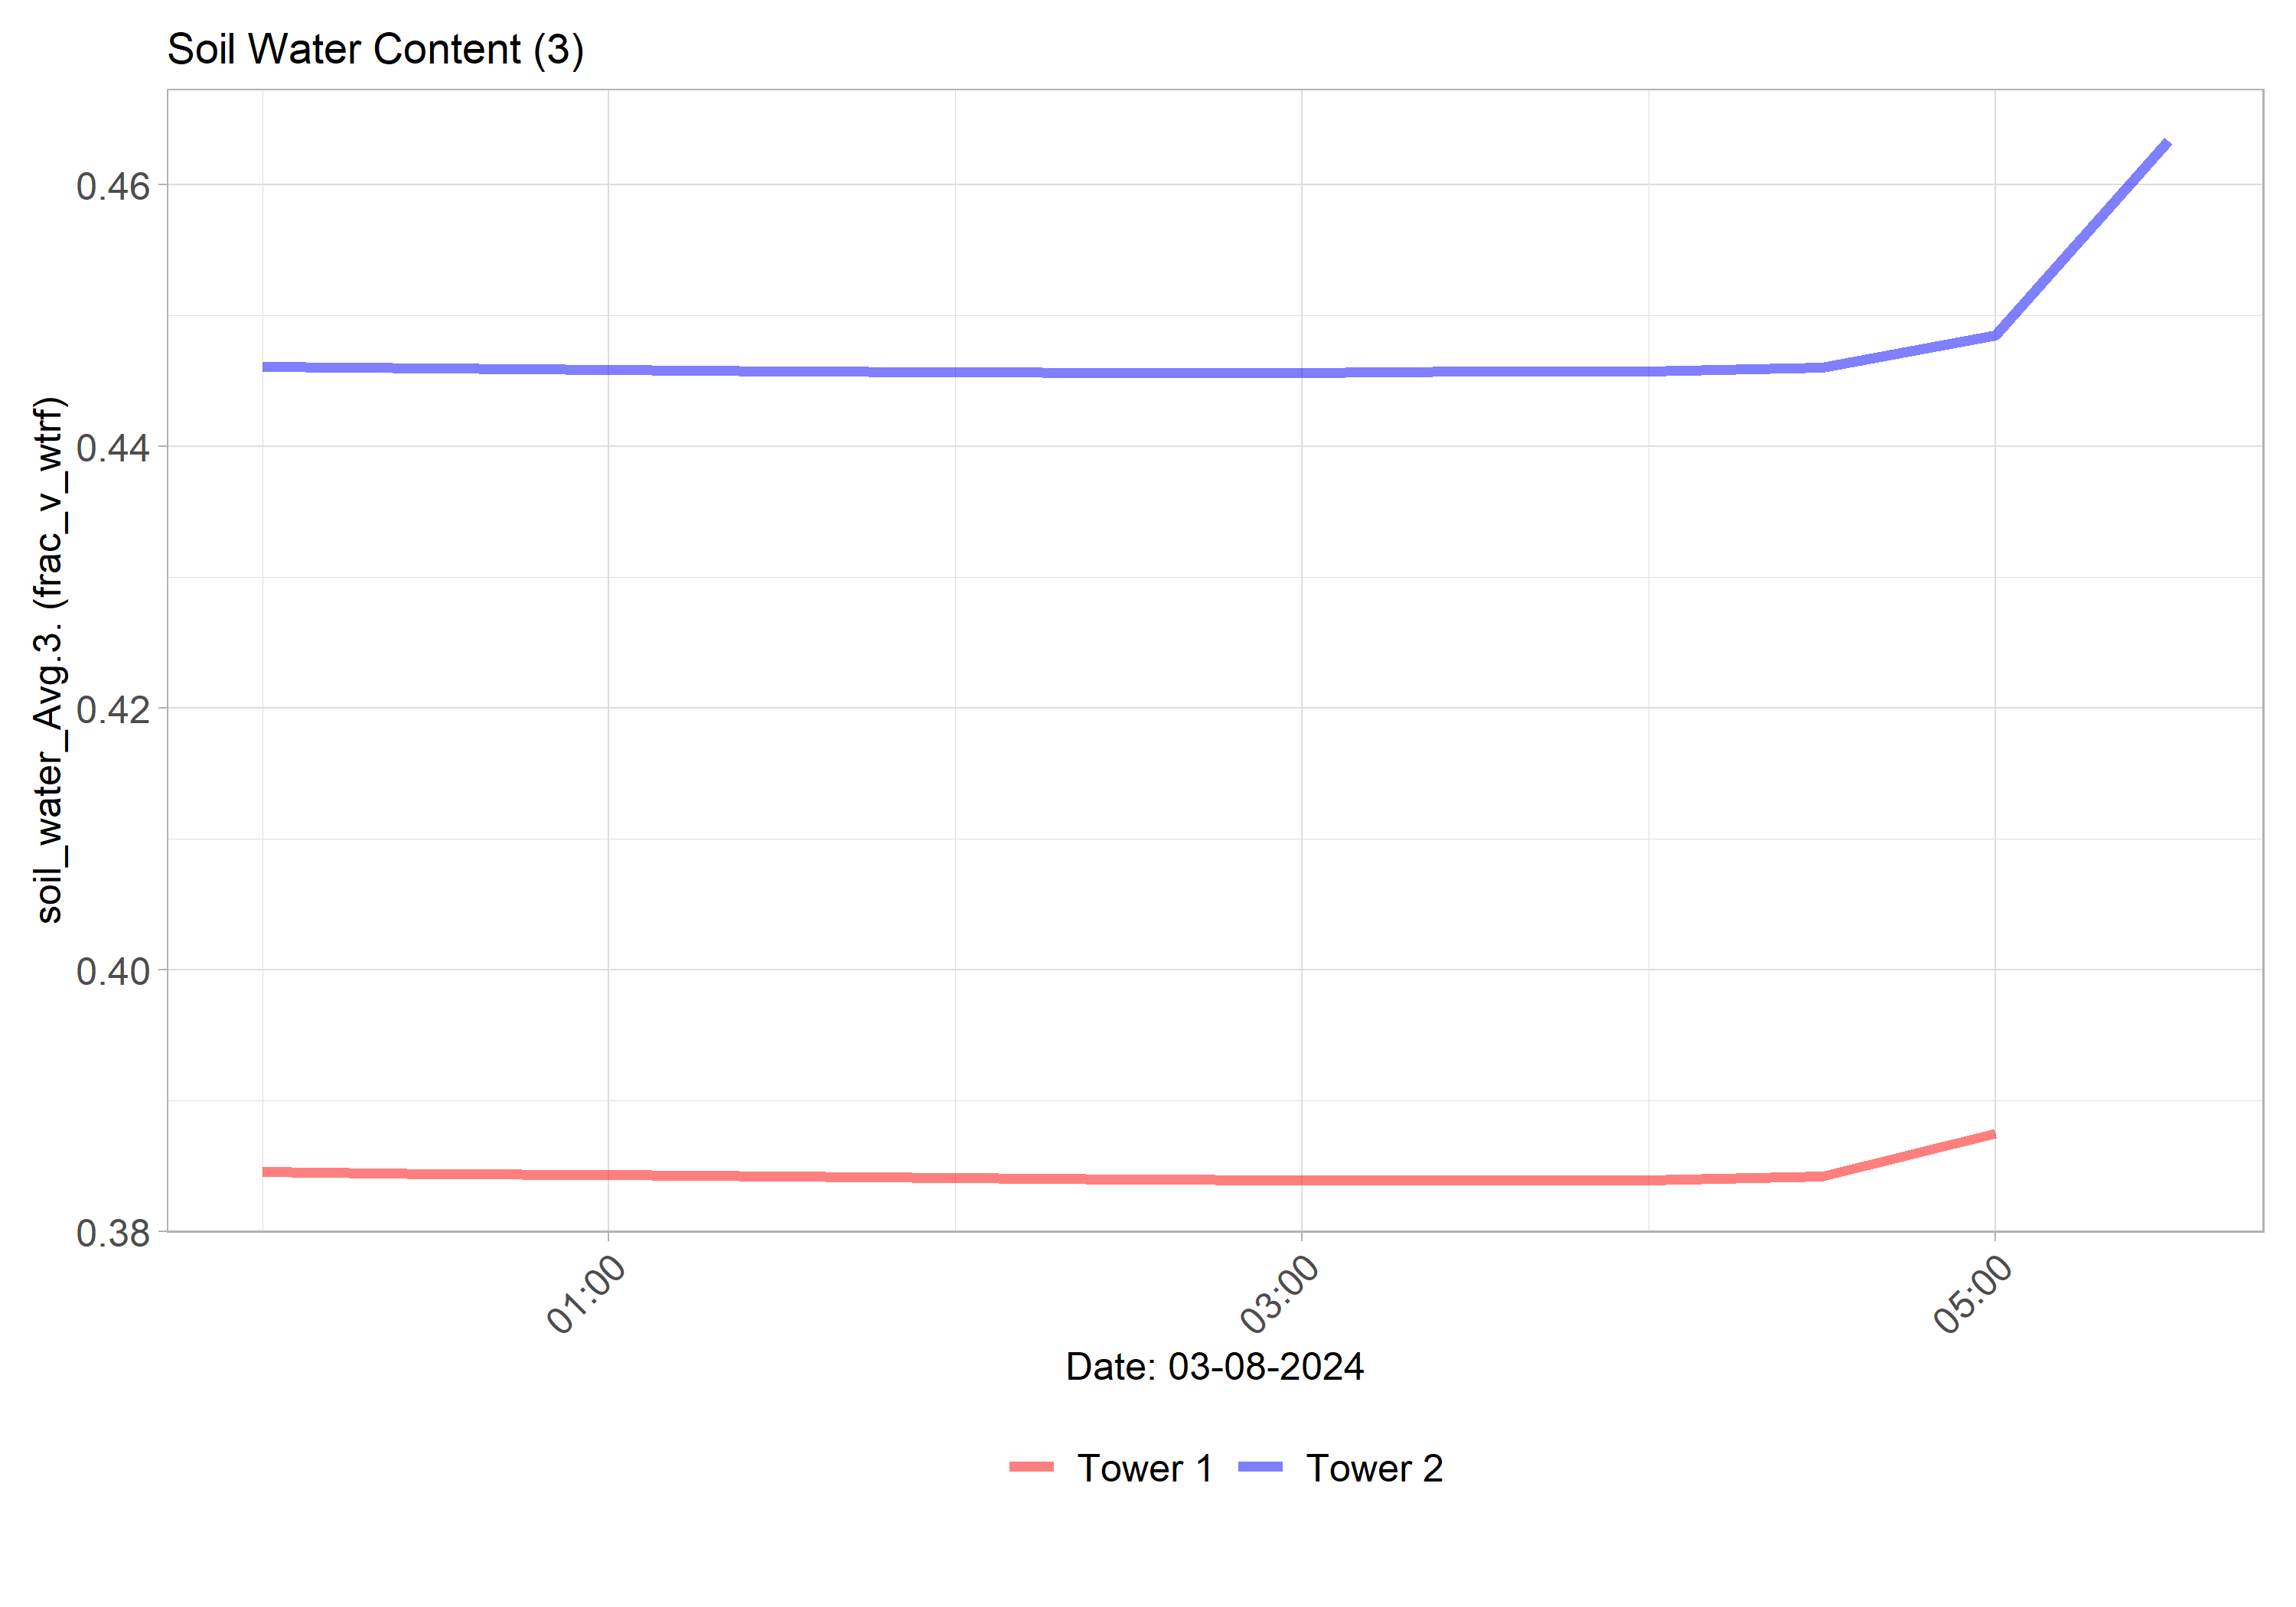 Soil Water Content (3)
soil_water_Avg.3. (frac_v_wtrf)
0.46
0.44
0.42
0.40
0.38
01:00
03:00
05:00
Date: 03-08-2024
Tower 1
Tower 2